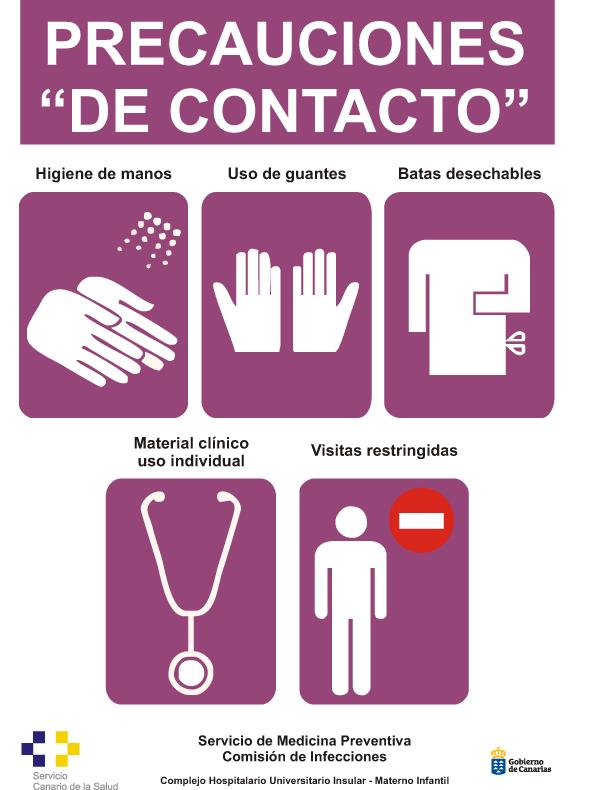 PRECAUCIONES
“DE CONTACTO”
Higiene de manos
Uso de guantes
Batas desechables
Material clínico
uso individual
Visitas restringidas
Servicio de Medicina Preventiva
Comisión de Infecciones
Complejo Hospitalario Universitario Insular - Materno Infantil
Servicio
Canario de la Salud
Gobierno
de Canarias